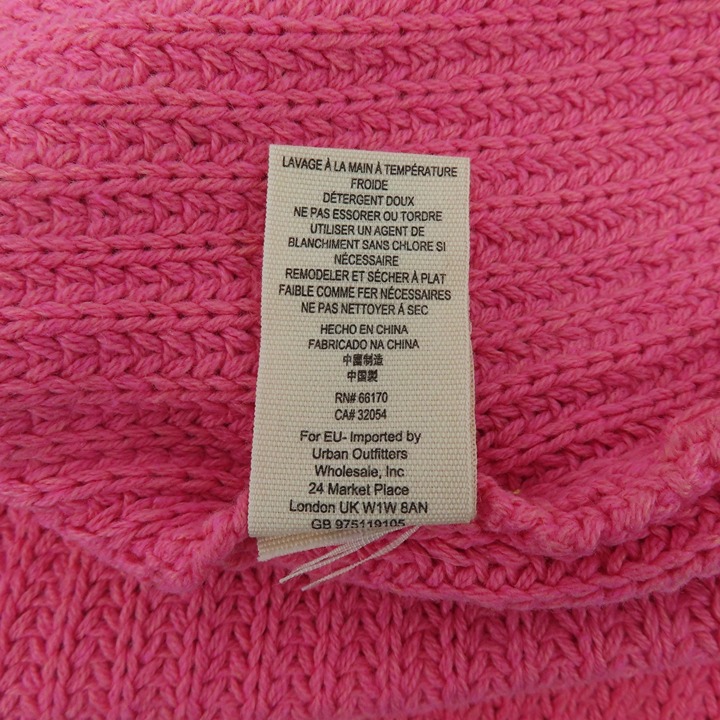 LAVAGE À LA MAIN À TEMPÉRATURE
FROIDE
DÉTERGENT DOUX
NE PAS ESSORER OU TORDRE
UTILISER UN AGENT DE
BLANCHIMENT SANS CHLORE SI
NÉCESSAIRE
REMODELER ET SÉCHER À PLAT
FAIBLE COMME FER NÉCESSAIRES
NE PAS NETTOYER Á SEC
HECHO EN CHINA
FABRICADO NA CHINA
中國制造
中国製
RN# 66170
CA# 32054
For EU- Imported by
Urban Outfitters
Wholesale, Inc
24 Market Place
London UK W1W 8AN
GB 975119105